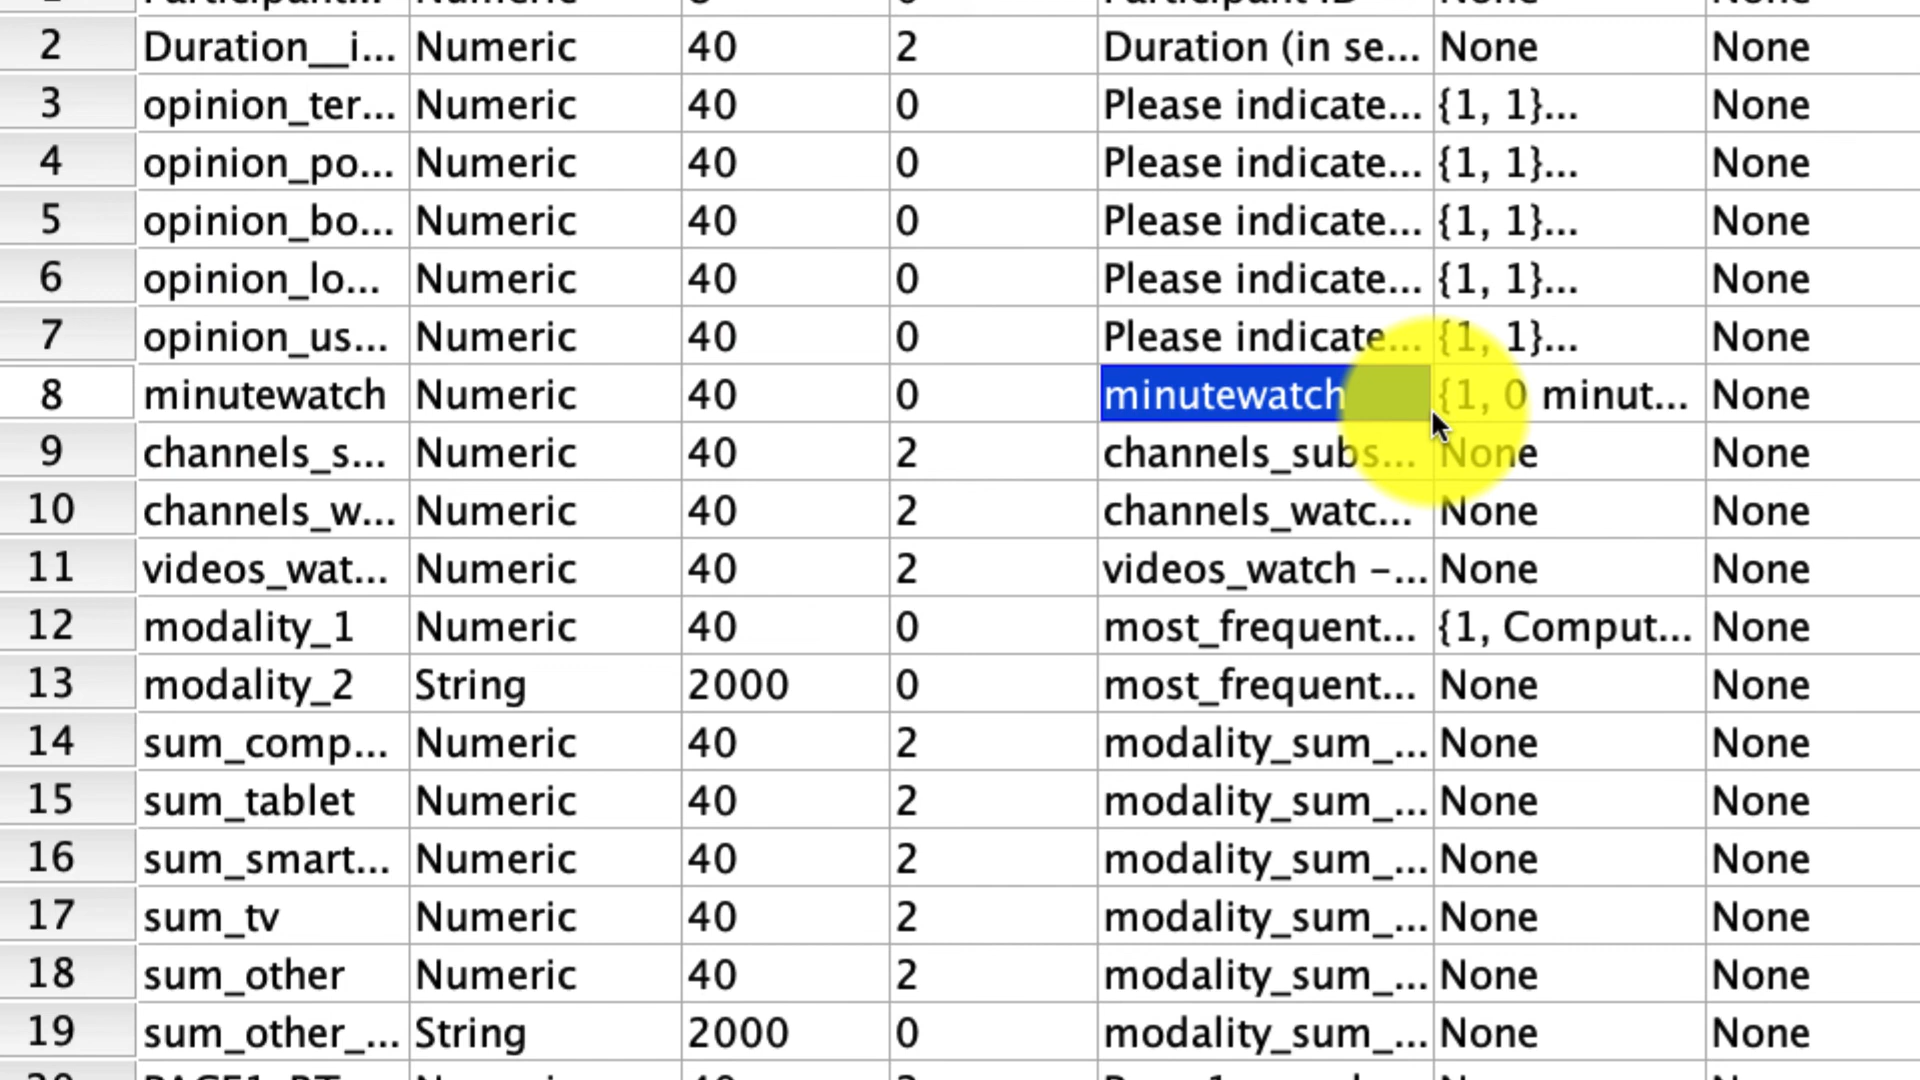 Numeric Participant ID None None
2 Duration__i... Numeric 40 2 Duration (in se... None None
3 opinion_ter... Numeric 40 0 Please indicate... {1, 1}... None
4 opinion_po... Numeric 40 0 Please indicate... {1, 1}... None
5 opinion_bo... Numeric 40 0 Please indicate... {1, 1}... None
6 opinion_lo... Numeric 40 0 Please indicate... {1, 1}... None
7 opinion_us... Numeric 40 0 Please indicate... {1, 1}... None
8 minutewatch Numeric 40 0 minutewatch {1, 0 minut... None
9 channels_s... Numeric 40 2 channels_subs... None None
10 channels_w... Numeric 40 2 channels_watc... None None
11 videos_wat... Numeric 40 2 videos_watch –... None None
12 modality_1 Numeric 40 0 most_frequent... {1, Comput... None
13 modality_2 String 2000 0 most_frequent... None None
14 sum_comp... Numeric 40 2 modality_sum_... None None
15 sum_tablet Numeric 40 2 modality_sum_... None None
16 sum_smart... Numeric 40 2 modality_sum_... None None
17 sum_tv Numeric 40 2 modality_sum_... None None
18 sum_other Numeric 40 2 modality_sum_... None None
19 sum_other_... String 2000 0 modality_sum_... None None